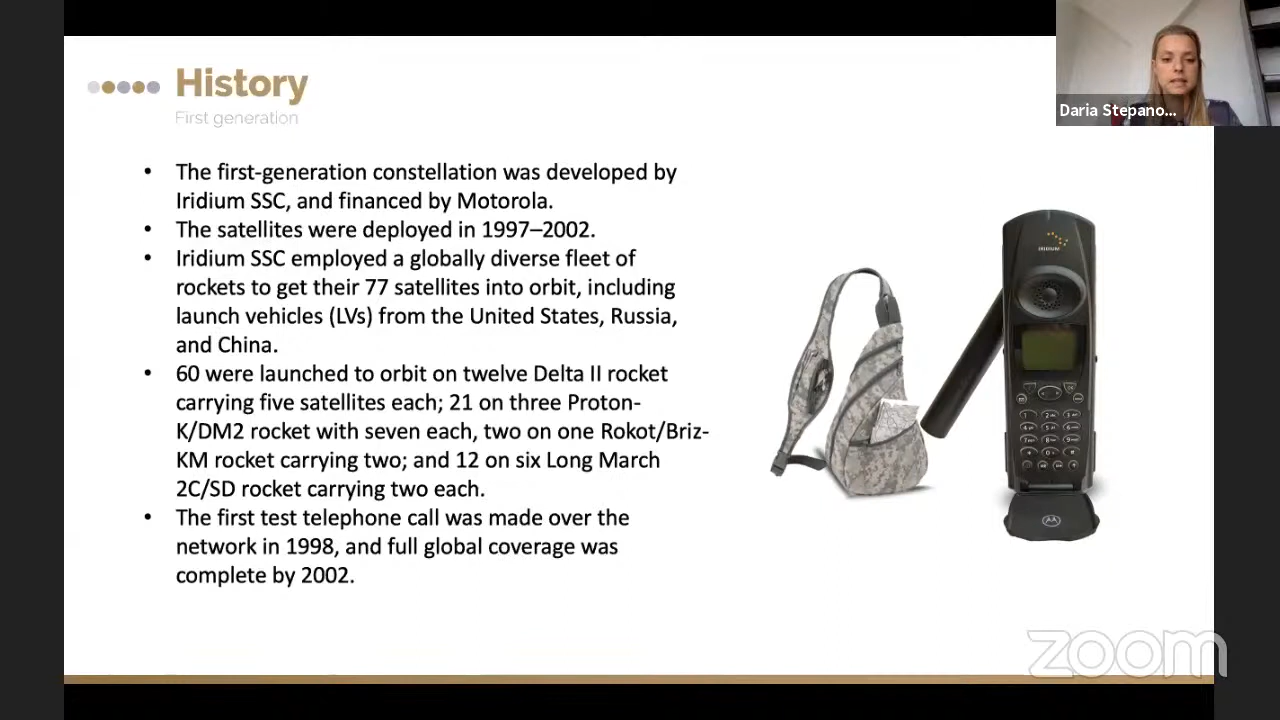 History
First generation
• The first-generation constellation was developed by
Iridium SSC, and financed by Motorola.
• The satellites were deployed in 1997–2002.
• Iridium SSC employed a globally diverse fleet of
rockets to get their 77 satellites into orbit, including
launch vehicles (LVs) from the United States, Russia,
and China.
• 60 were launched to orbit on twelve Delta II rocket
carrying five satellites each; 21 on three Proton-
K/DM2 rocket with seven each, two on one Rokot/Briz-
KM rocket carrying two; and 12 on six Long March
2C/SD rocket carrying two each.
• The first test telephone call was made over the
network in 1998, and full global coverage was
complete by 2002.
Daria Stepano...
IRIDIUM
zoom